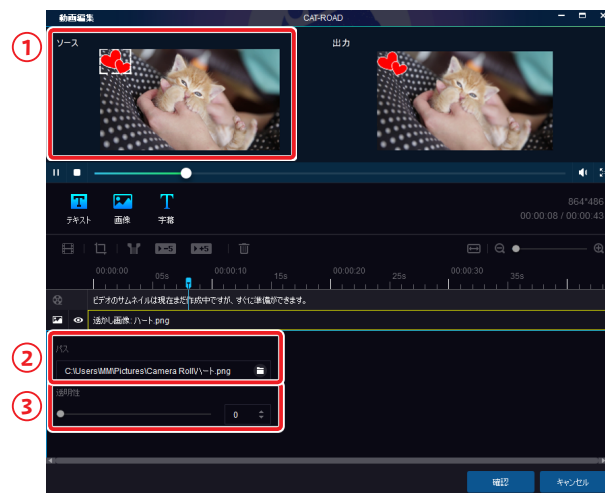 動画編集
CAT-ROAD
①
ソース
出力
864*486
00:00:08 / 00:00:43
テキスト 画像 字幕
-5 +5
00:00:00 05s 00:00:10 15s 00:00:20 25s 00:00:30 35s
ビデオのサムネイルは現在まだ作成中ですが、すぐに準備ができます。
透かし画像: ハート.png
②
パス
C:\Users\MM\Pictures\Camera Roll\ハート.png
③
透明性
0
確認 キャンセル